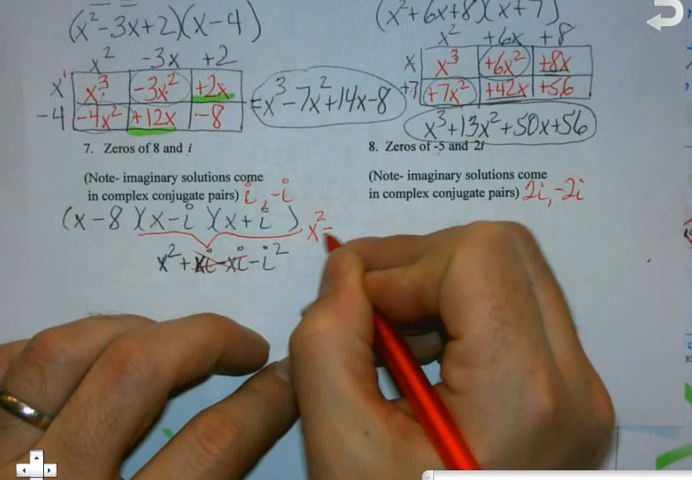 (x²-3x+2)(x-4)
x² -3x +2
x x³ -3x² +2x
-4 -4x² +12x -8
=x³-7x²+14x-8
(x²+6x+8)(x+7)
x² +6x +8
x x³ +6x² +8x
+7 +7x² +42x +56
x³+13x²+50x+56
7. Zeros of 8 and i
(Note- imaginary solutions come
in complex conjugate pairs) i, -i
(x-8)(x-i)(x+i) x²-
x²+xi-xi-i²
8. Zeros of -5 and 2i
(Note- imaginary solutions come
in complex conjugate pairs) 2i, -2i